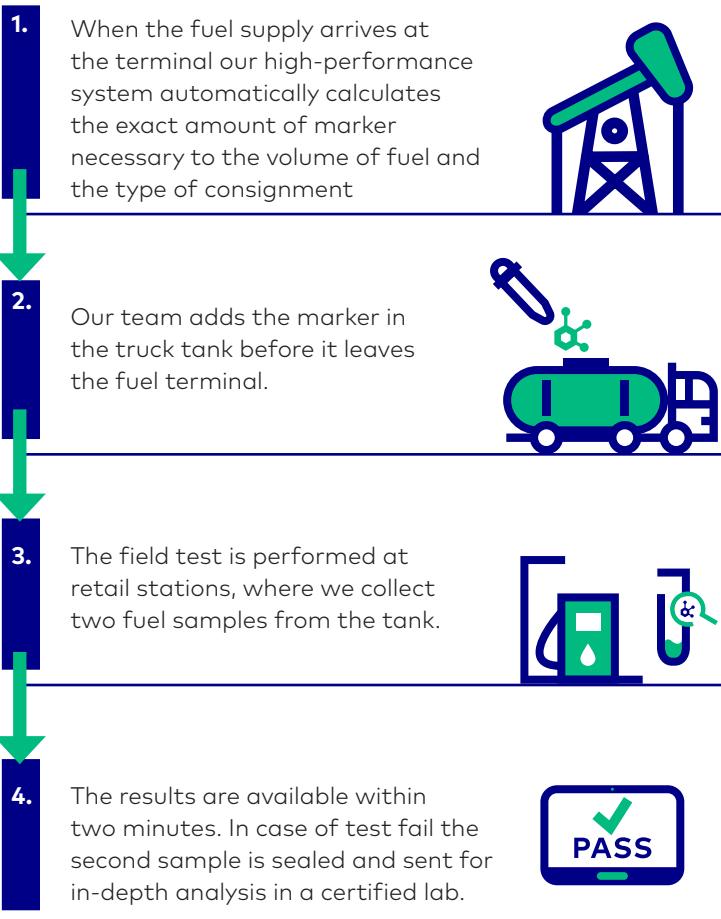 1.
When the fuel supply arrives at
the terminal our high-performance
system automatically calculates
the exact amount of marker
necessary to the volume of fuel and
the type of consignment
2.
Our team adds the marker in
the truck tank before it leaves
the fuel terminal.
3.
The field test is performed at
retail stations, where we collect
two fuel samples from the tank.
4.
The results are available within
two minutes. In case of test fail the
second sample is sealed and sent for
in-depth analysis in a certified lab.
PASS